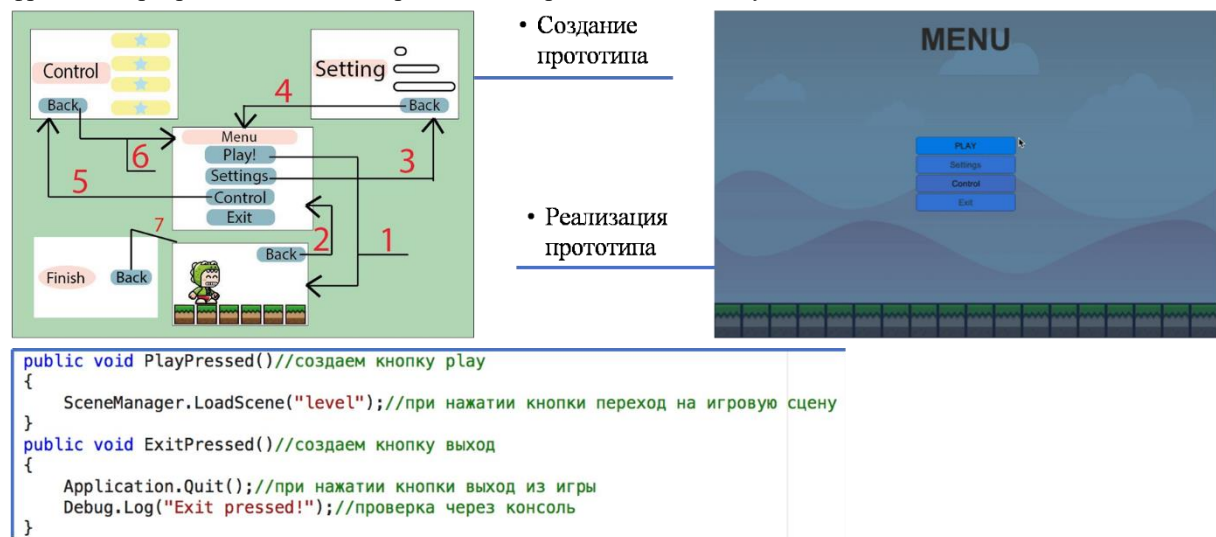 Control
Back
Setting
Back
4
6
5
3
Menu
Play!
Settings
Control
Exit
2
1
7
Finish
Back
Back
• Создание
прототипа
• Реализация
прототипа
MENU
PLAY
Settings
Control
Exit
public void PlayPressed()//создаем кнопку play
{
SceneManager.LoadScene("level");//при нажатии кнопки переход на игровую сцену
}
public void ExitPressed()//создаем кнопку выход
{
Application.Quit();//при нажатии кнопки выход из игры
Debug.Log("Exit pressed!");//проверка через консоль
}